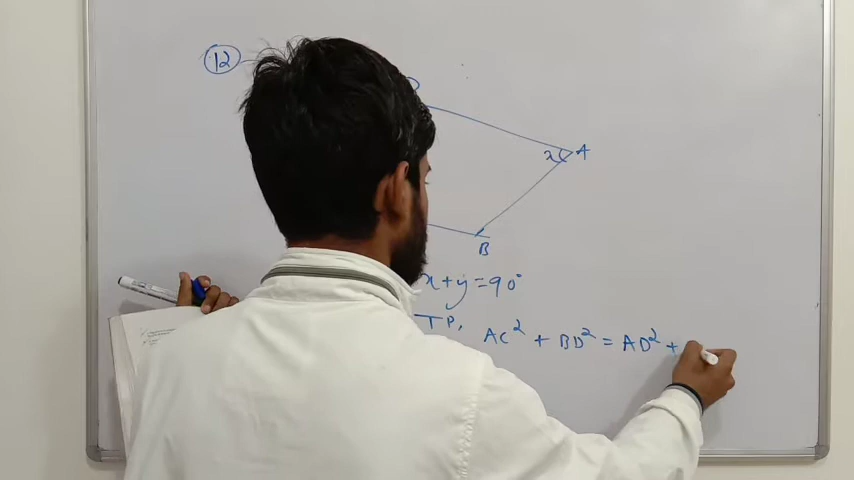 12
x A
B
x+y=90°
TP, AC² + BD² = AD² +